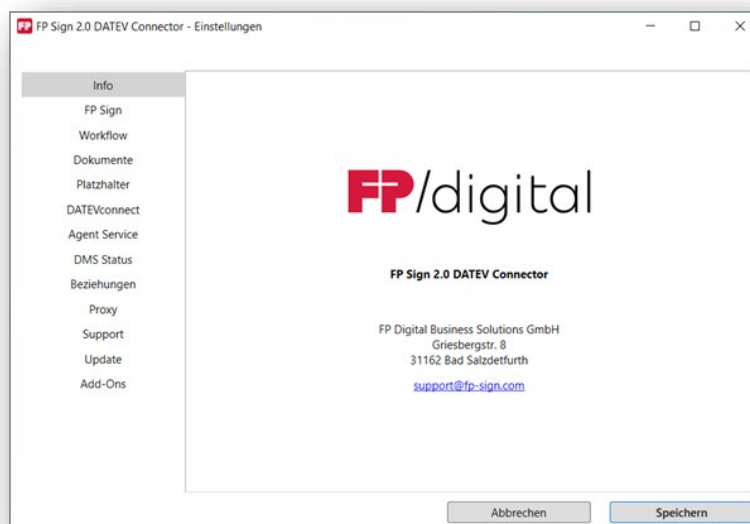 FP FP Sign 2.0 DATEV Connector - Einstellungen
Info
FP Sign
Workflow
Dokumente
Platzhalter
DATEVconnect
Agent Service
DMS Status
Beziehungen
Proxy
Support
Update
Add-Ons
FP/digital
FP Sign 2.0 DATEV Connector
FP Digital Business Solutions GmbH
Griesbergstr. 8
31162 Bad Salzdetfurth
support@fp-sign.com
Abbrechen
Speichern